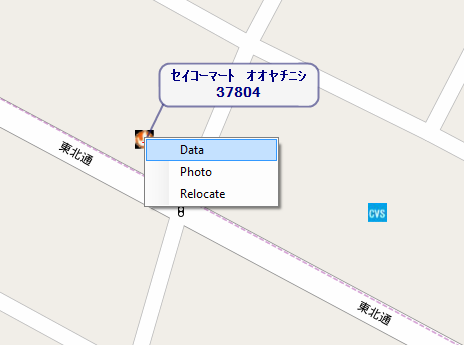 セイコーマート オオヤチニシ
37804
Data
東北通
Photo
Relocate
CVS
東北通